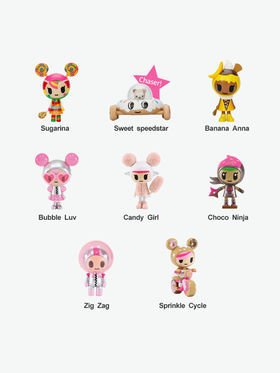 Chaser!
Sugarina
Sweet speedstar
Banana Anna
Bubble Luv
Candy Girl
Choco Ninja
Zig Zag
Sprinkle Cycle